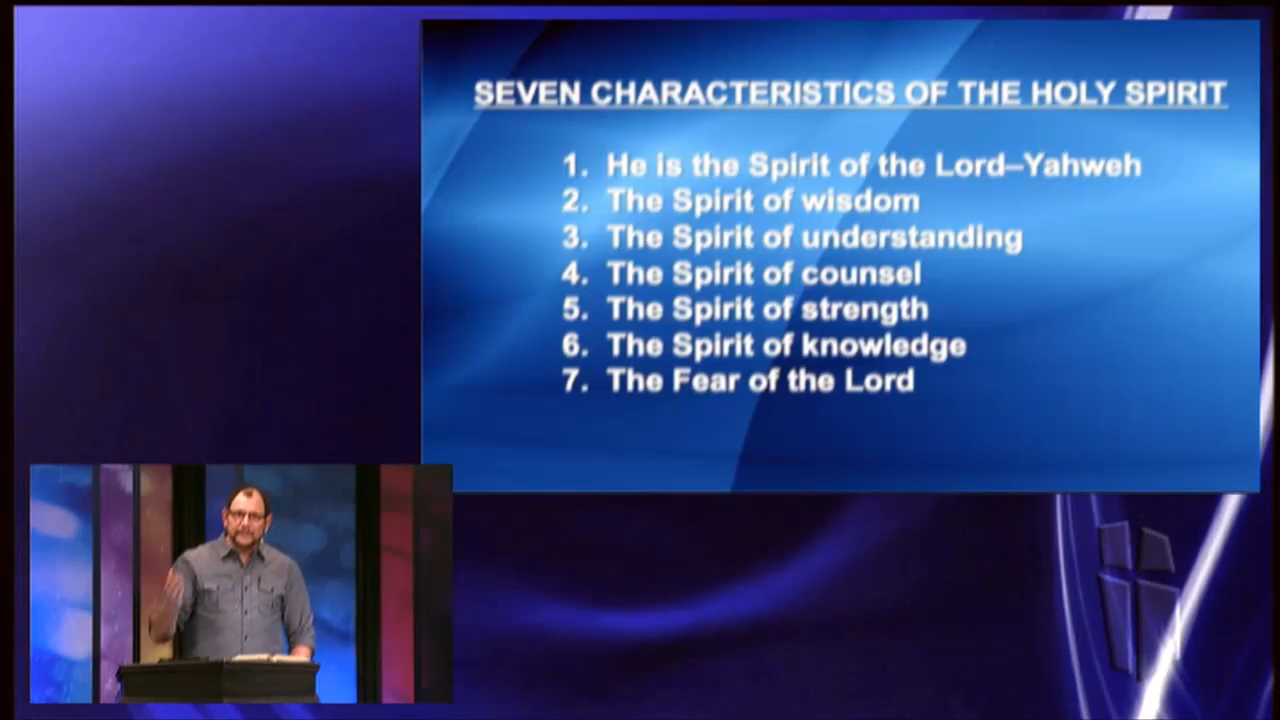 SEVEN CHARACTERISTICS OF THE HOLY SPIRIT
1. He is the Spirit of the Lord–Yahweh
2. The Spirit of wisdom
3. The Spirit of understanding
4. The Spirit of counsel
5. The Spirit of strength
6. The Spirit of knowledge
7. The Fear of the Lord